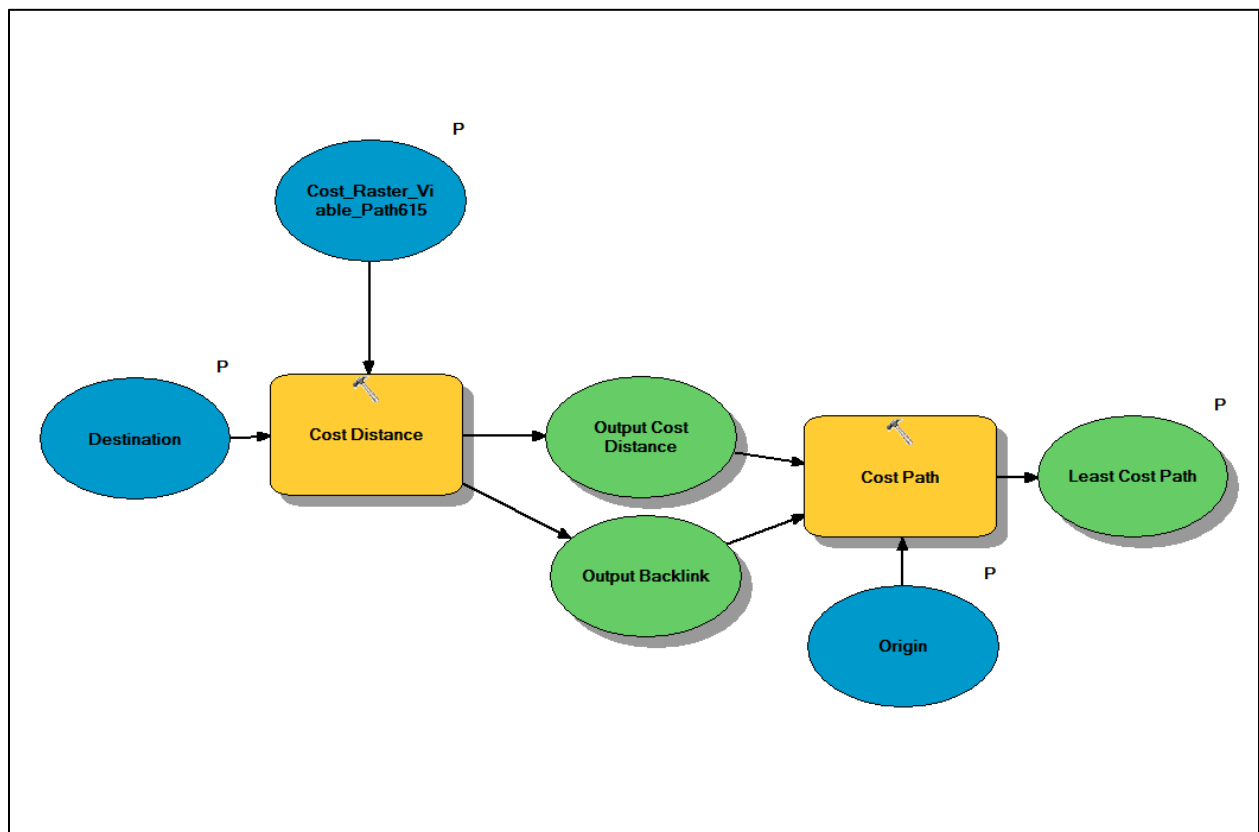 P
Cost_Raster_Vi
able_Path615
P
Destination
Cost Distance
Output Cost
Distance
Output Backlink
Cost Path
P
Least Cost Path
P
Origin